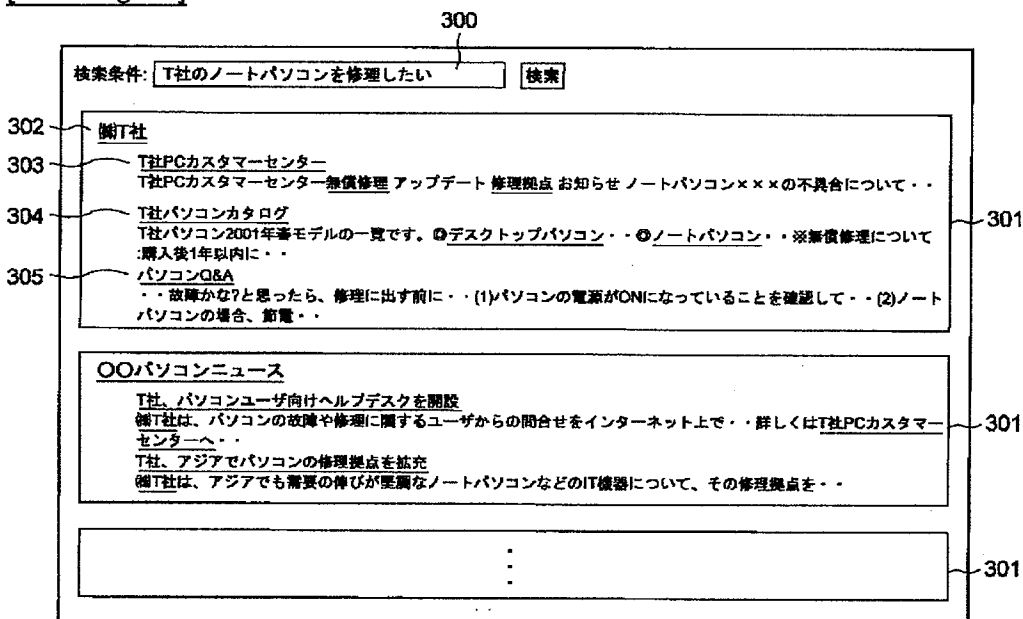 300
検索条件: T社のノートパソコンを修理したい 検索
302 ㈱T社
303 T社PCカスタマーセンター
T社PCカスタマーセンター無償修理 アップデート 修理拠点 お知らせ ノートパソコン×××の不具合について・・
304 T社パソコンカタログ
301
T社パソコン2001年春モデルの一覧です。◎デスクトップパソコン・・◎ノートパソコン・・※無償修理について
:購入後1年以内に・・
305 パソコンQ&A
・・故障かな?と思ったら、修理に出す前に・・(1)パソコンの電源がONになっていることを確認して・・(2)ノート
パソコンの場合、節電・・
〇〇パソコンニュース
T社、パソコンユーザ向けヘルプデスクを開設
㈱T社は、パソコンの故障や修理に関するユーザからの問合せをインターネット上で・・詳しくはT社PCカスタマー
301
センターへ・・
T社、アジアでパソコンの修理拠点を拡充
㈱T社は、アジアでも需要の伸びが堅調なノートパソコンなどのIT機器について、その修理拠点を・・
301